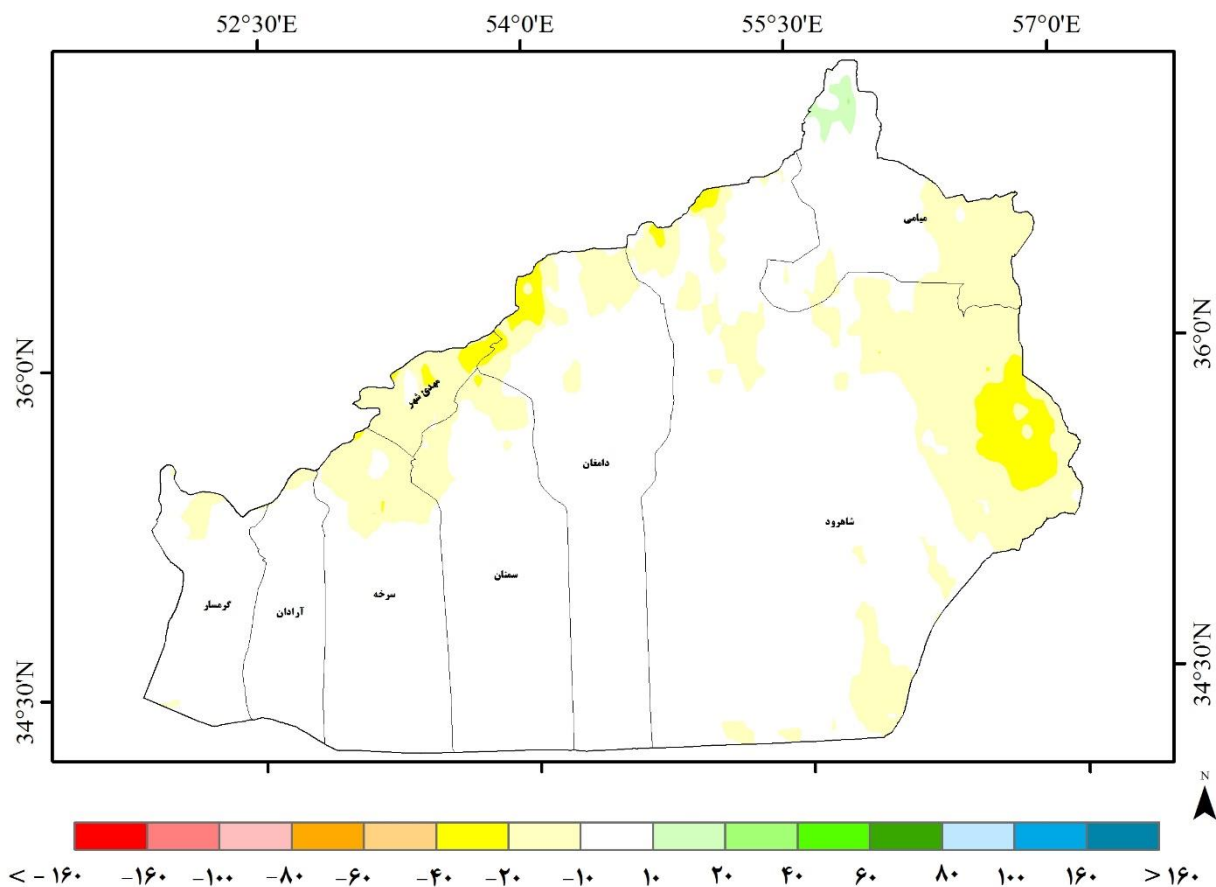 52°30'E 54°0'E 55°30'E 57°0'E
میامی
36°0'N
36°0'N
مهدی شهر
دامغان
شاهرود
سمنان
سرخه
آرادان
گرمسار
34°30'N
34°30'N
N
< -۱۶۰ -۱۶۰ -۱۰۰ -۸۰ -۶۰ -۴۰ -۲۰ -۱۰ ۱۰ ۲۰ ۴۰ ۶۰ ۸۰ ۱۰۰ ۱۶۰ > ۱۶۰